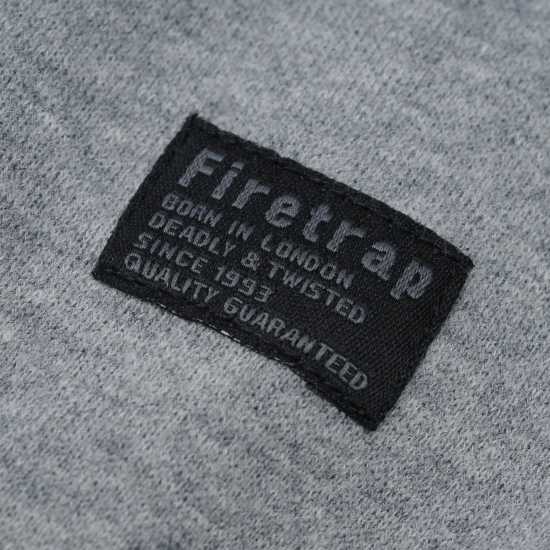 Firetrap
BORN IN LONDON
DEADLY & TWISTED
SINCE 1993
QUALITY GUARANTEED